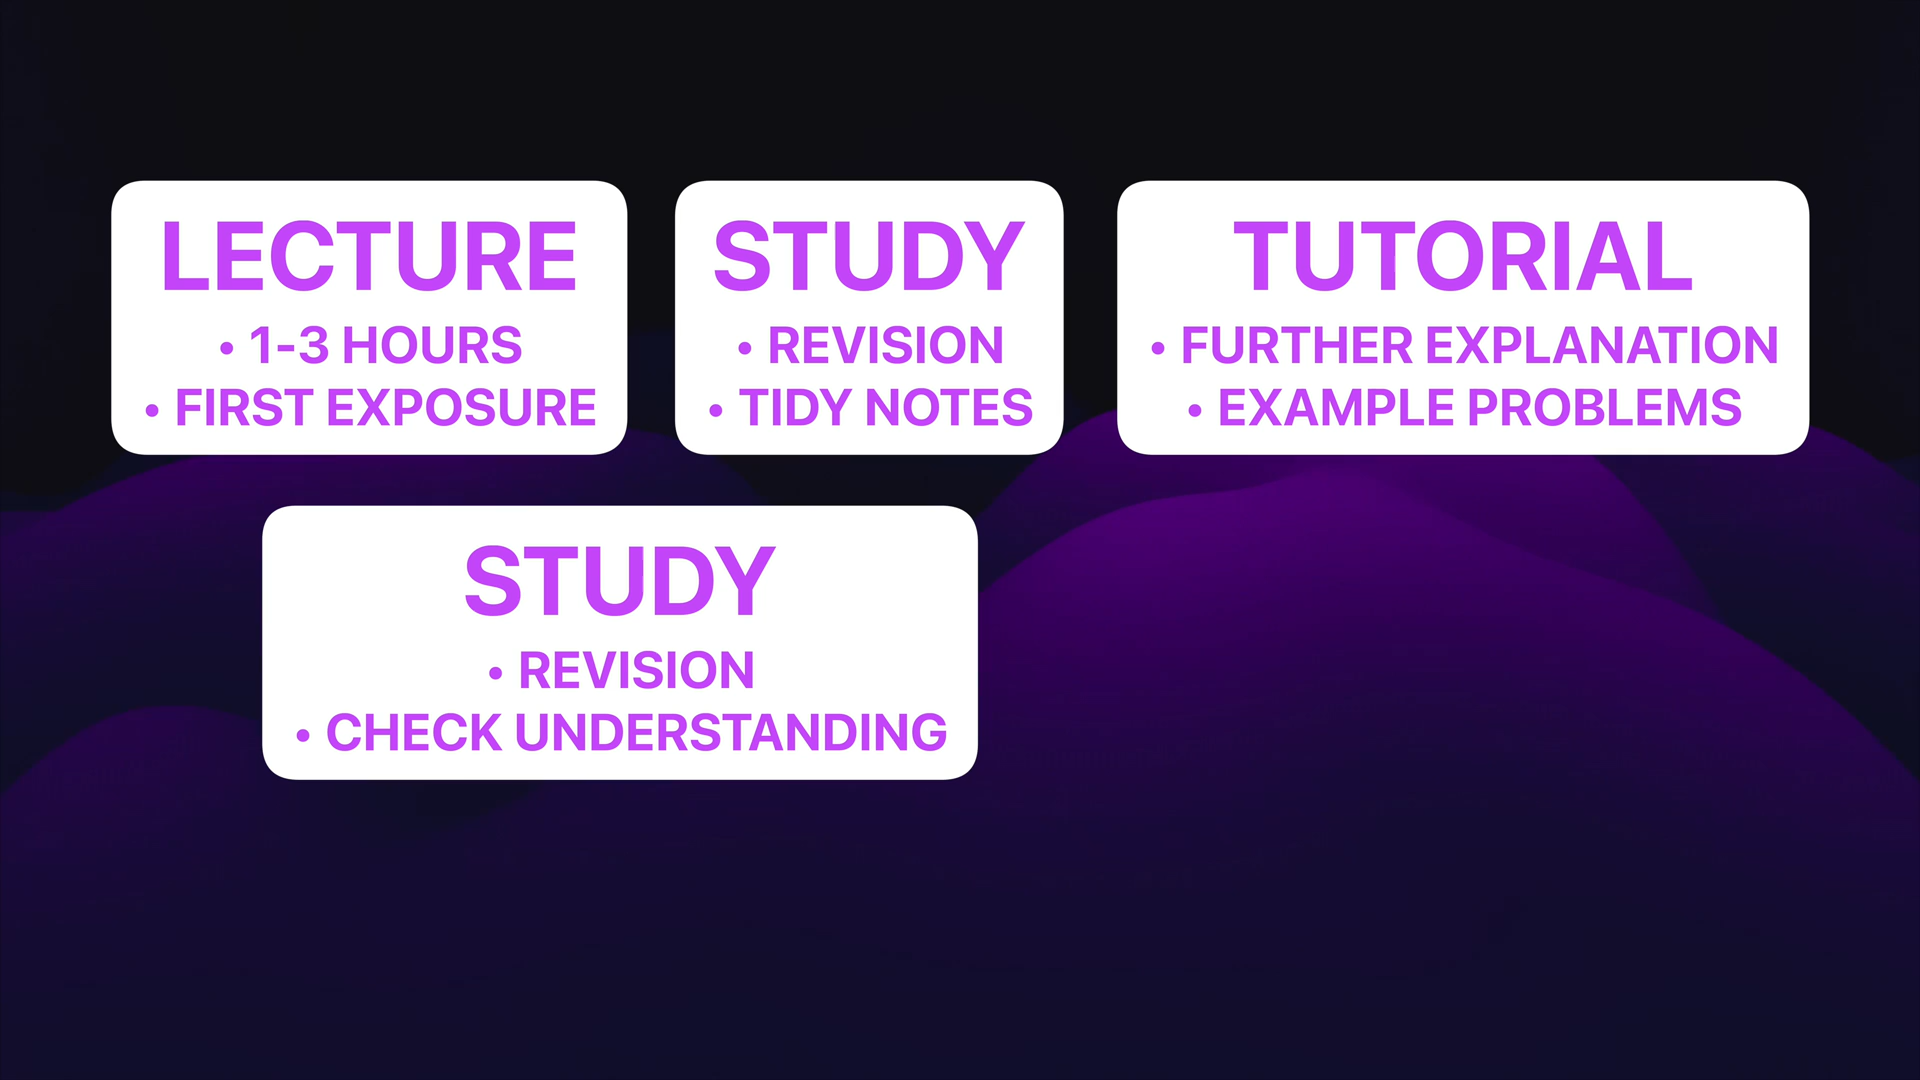 LECTURE
• 1-3 HOURS
• FIRST EXPOSURE
STUDY
• REVISION
• TIDY NOTES
TUTORIAL
• FURTHER EXPLANATION
• EXAMPLE PROBLEMS
STUDY
• REVISION
• CHECK UNDERSTANDING